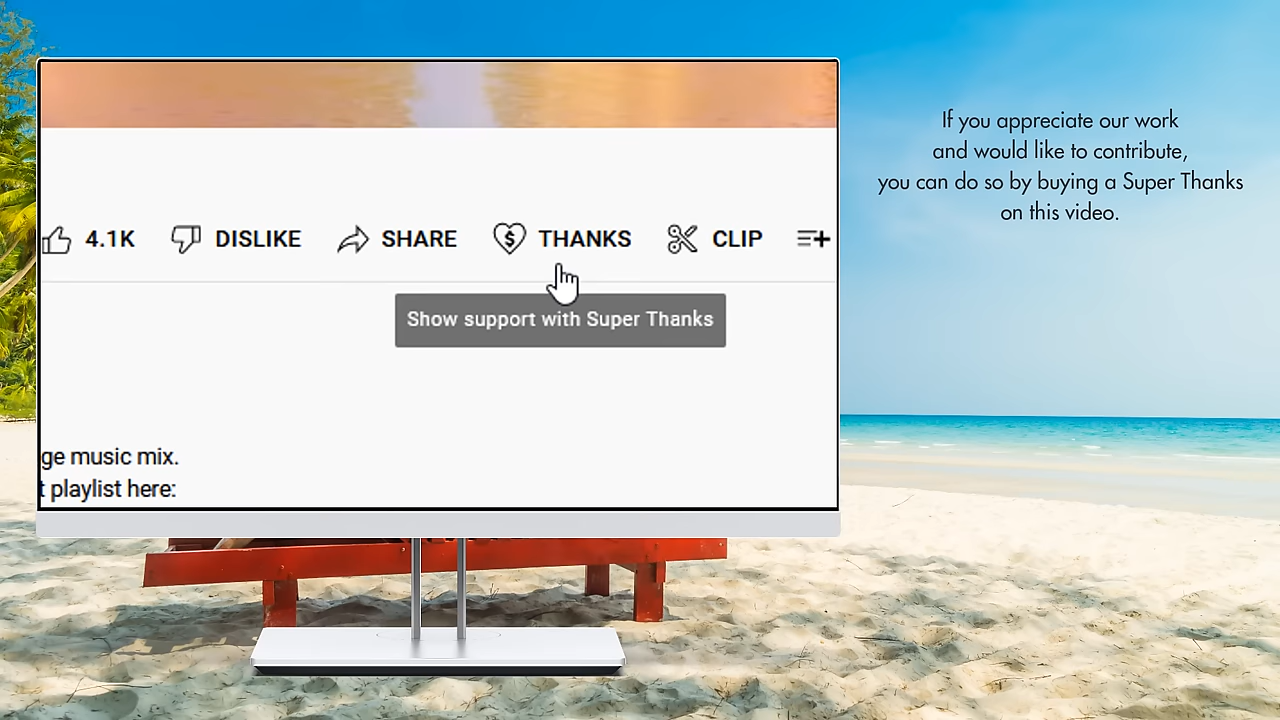 If you appreciate our work
and would like to contribute,
you can do so by buying a Super Thanks
on this video.
4.1K DISLIKE SHARE THANKS CLIP
Show support with Super Thanks
ge music mix.
t playlist here: